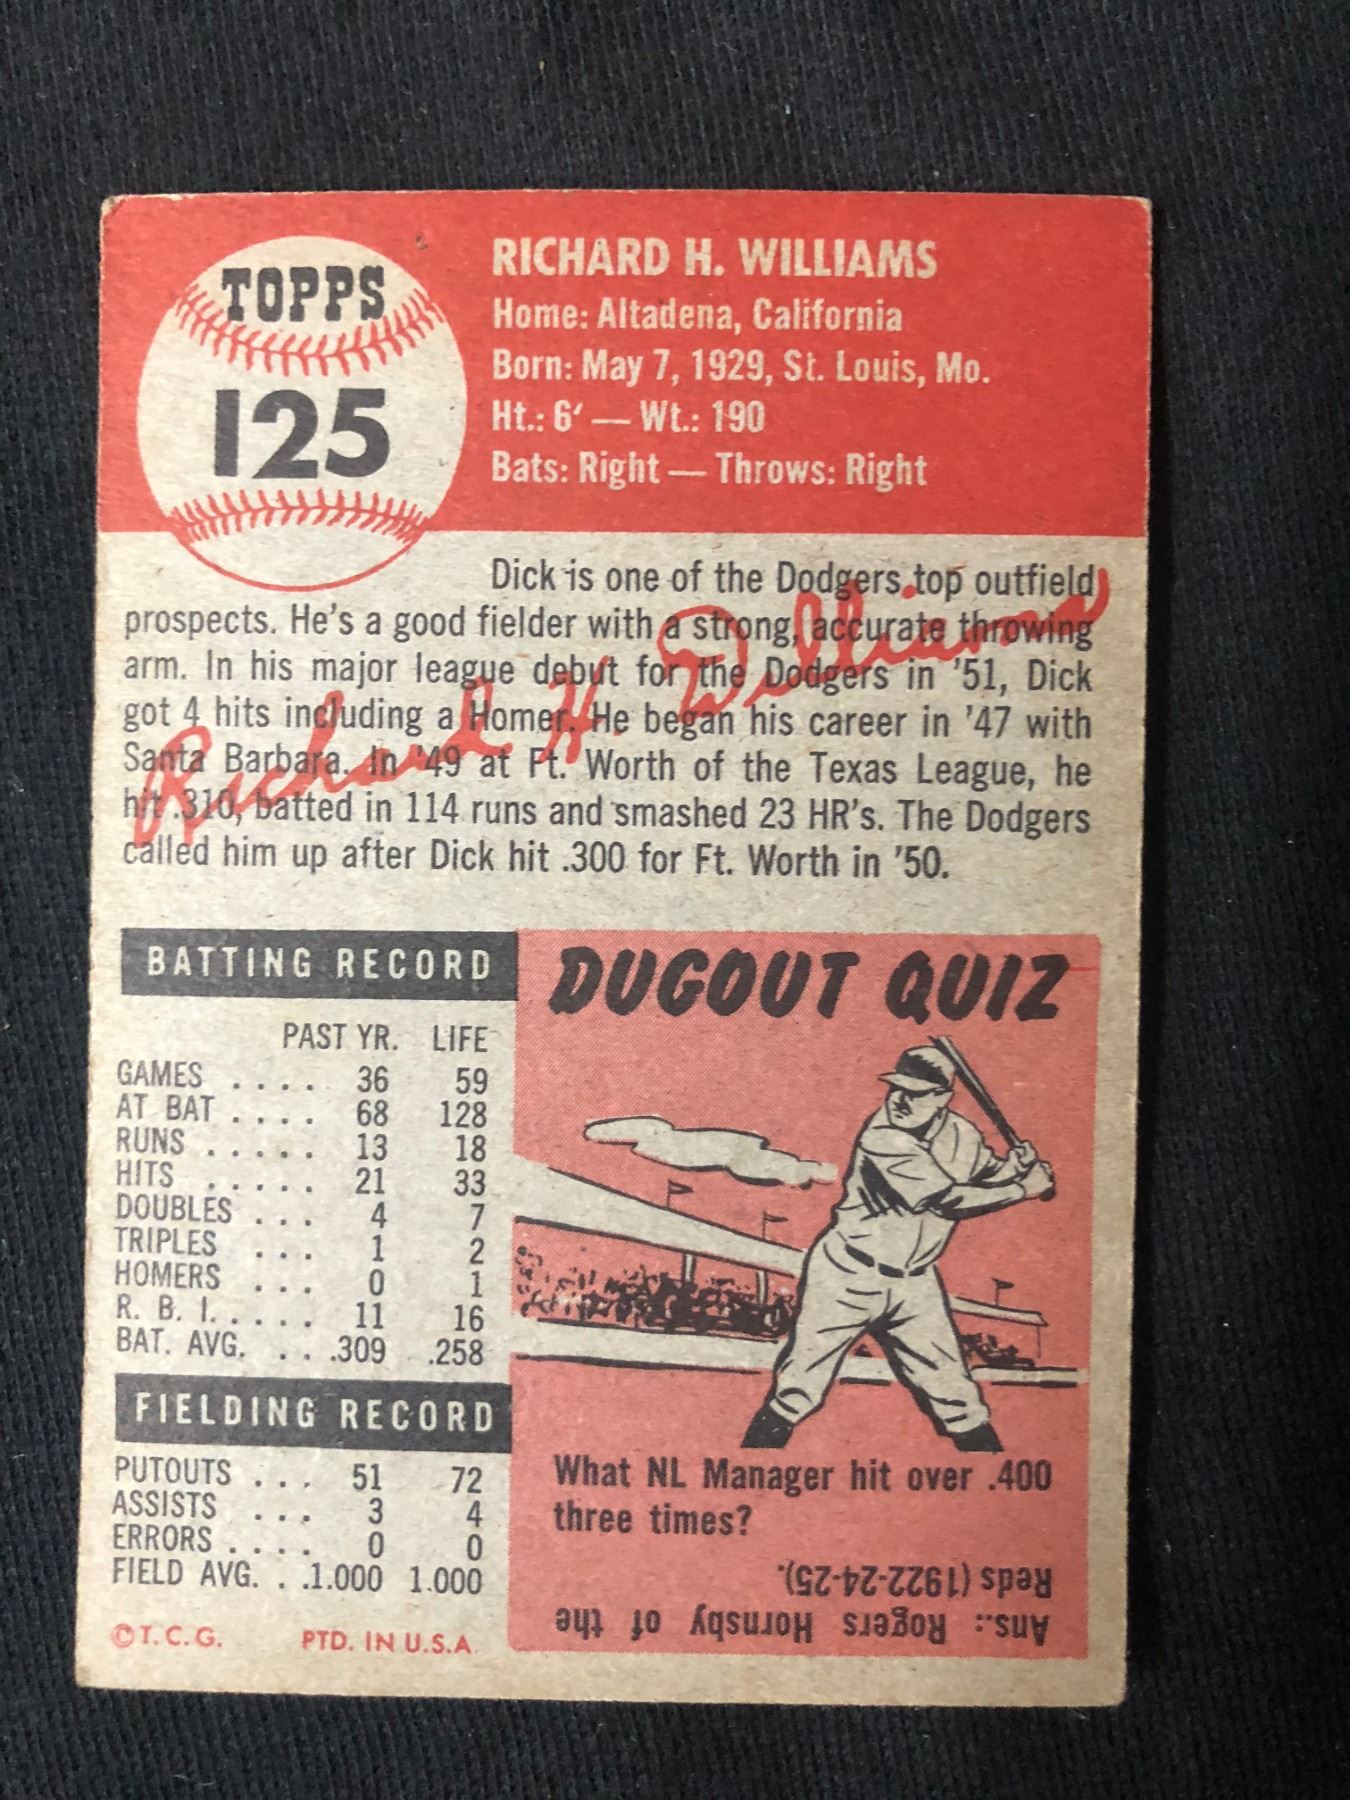 TOPPS
125
RICHARD H. WILLIAMS
Home: Altadena, California
Born: May 7, 1929, St. Louis, Mo.
Ht.: 6' — Wt.: 190
Bats: Right — Throws: Right
Dick is one of the Dodgers top outfield
prospects. He's a good fielder with a strong, accurate throwing
arm. In his major league debut for the Dodgers in '51, Dick
got 4 hits including a Homer. He began his career in '47 with
Santa Barbara. In '49 at Ft. Worth of the Texas League, he
hit .310, batted in 114 runs and smashed 23 HR's. The Dodgers
called him up after Dick hit .300 for Ft. Worth in '50.
Richard H. Williams
BATTING RECORD
PAST YR. LIFE
GAMES .... 36 59
AT BAT .... 68 128
RUNS ..... 13 18
HITS ..... 21 33
DOUBLES ... 4 7
TRIPLES ... 1 2
HOMERS ... 0 1
R. B. I. .... 11 16
BAT. AVG. . . .309 .258
FIELDING RECORD
PUTOUTS ... 51 72
ASSISTS ... 3 4
ERRORS .... 0 0
FIELD AVG. . .1.000 1.000
© T. C. G. PTD. IN U.S.A.
DUGOUT QUIZ
What NL Manager hit over .400
three times?
Ans.: Rogers Hornsby of the
Reds (1922-24-25).